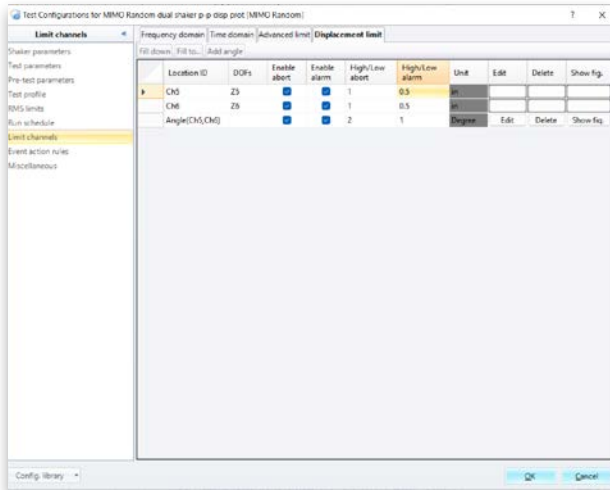 Test Configurations for MIMO Random dual shaker p-p disp prot (MIMO Random) ? X
Limit channels
Frequency domain Time domain Advanced limit Displacement limit
Shaker parameters
Test parameters
Pre-test parameters
Test profile
RMS limits
Run schedule
Limit channels
Event action rules
Miscellaneous
Fill down Fill to... Add angle
Location ID DOFs Enable abort Enable alarm High/Low abort High/Low alarm Unit Edit Delete Show fig.
Ch5 Z5 1 0.5 in
Ch6 Z6 1 0.5 in
2 1 Degree Edit Delete Show fig.
Config. library
OK Cancel